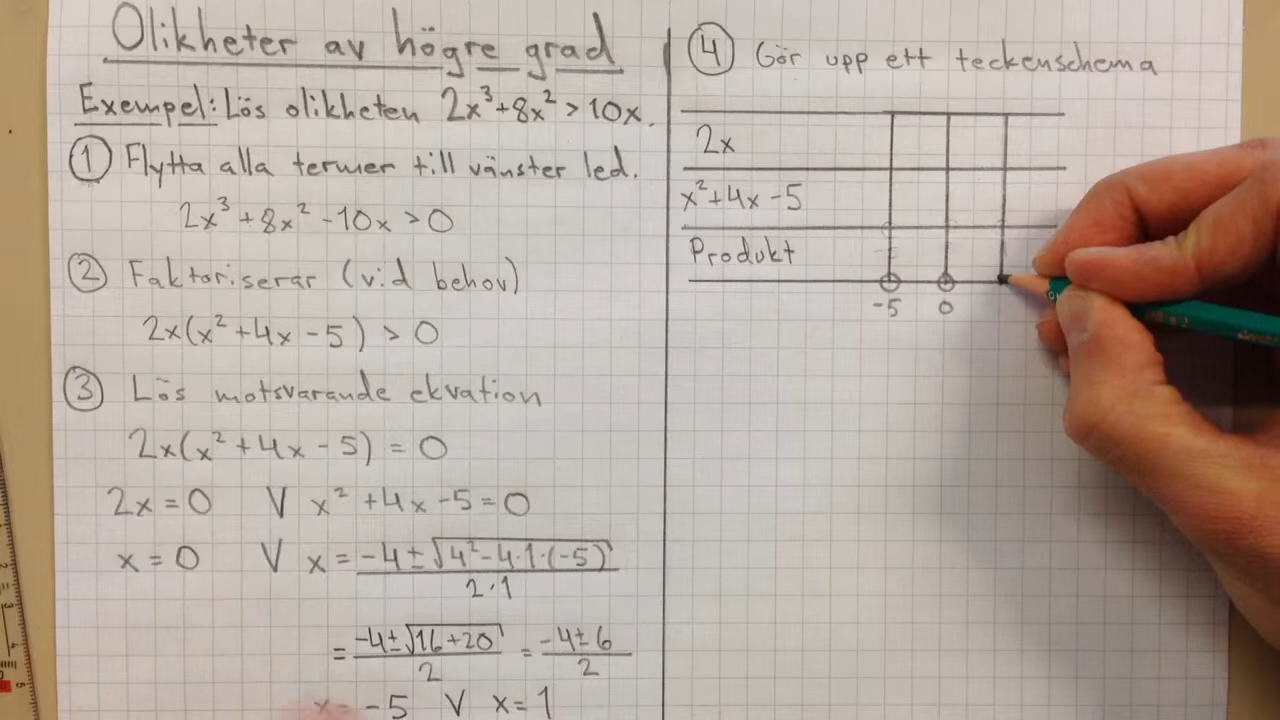 Olikheter av högre grad
Exempel: Lös olikheten 2x³+8x²>10x.
① Flytta alla termer till vänster led.
2x³+8x²-10x>0
② Faktoriserar (vid behov)
2x(x²+4x-5)>0
③ Lös motsvarande ekvation
2x(x²+4x-5)=0
2x=0 V x²+4x-5=0
x=0 V x=(-4±√(4²-4·1·(-5)))/(2·1)
=(-4±√(16+20))/2=(-4±6)/2
x=-5 V x=1
④ Gör upp ett teckenschema
2x
x²+4x-5
Produkt
-5 0